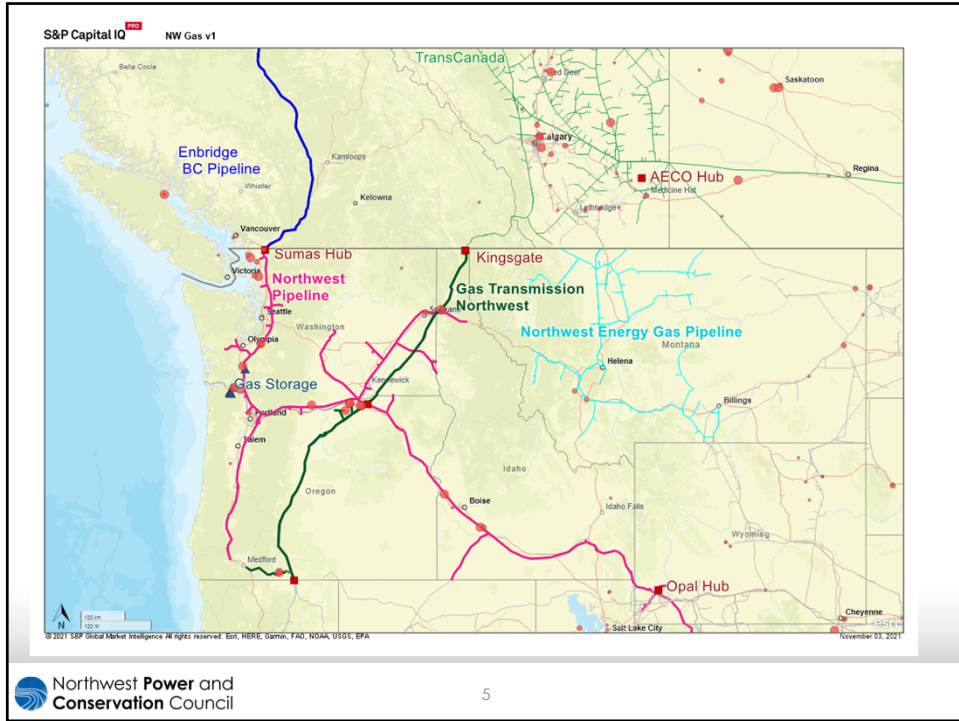 S&P Capital IQ PRO
NW Gas v1
Bella Coola
TransCanada
Red Deer
Saskatoon
Calgary
Enbridge
BC Pipeline
Kamloops
Regina
AECO Hub
Medicine Hat
Whistler
Kelowna
Lethbridge
Vancouver
Sumas Hub
Kingsgate
Victoria
Northwest
Pipeline
Gas Transmission
Northwest
Seattle
Spokane
Washington
Northwest Energy Gas Pipeline
Olympia
Montana
Helena
Gas Storage
Kennewick
Billings
Portland
Salem
Idaho
Oregon
Boise
Idaho Falls
Wyoming
Medford
Opal Hub
N
100 km
100 mi
Salt Lake City
Cheyenne
esri
© 2021 S&P Global Market Intelligence All rights reserved. Esri, HERE, Garmin, FAO, NOAA, USGS, EPA
November 03, 2021
Northwest Power and
Conservation Council
5